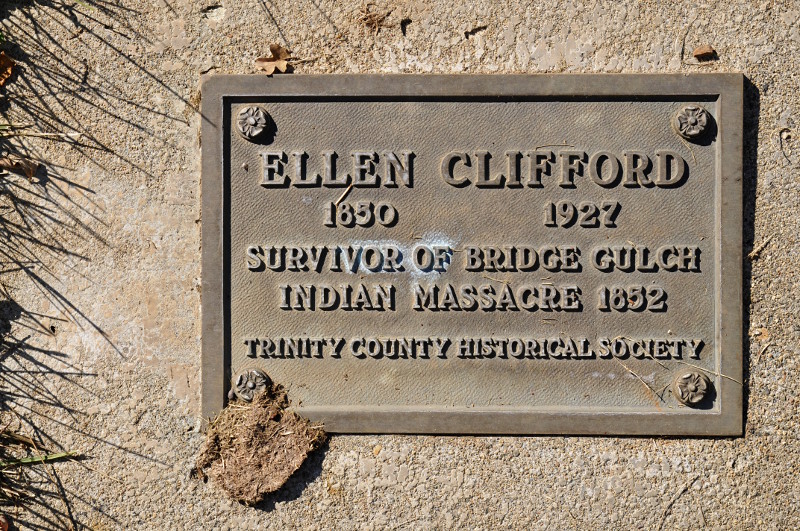 ELLEN CLIFFORD
1850 1927
SURVIVOR OF BRIDGE GULCH
INDIAN MASSACRE 1852
TRINITY COUNTY HISTORICAL SOCIETY